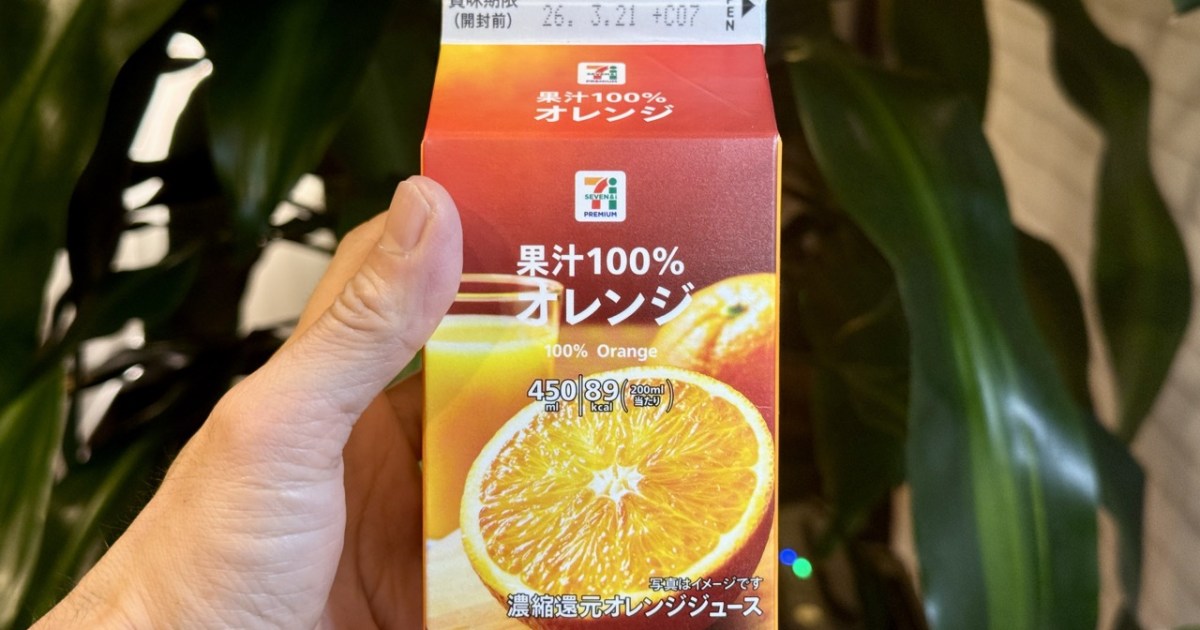 賞味期限
(開封前) 26. 3.21 +C07
PEN
果汁100%
オレンジ
SEVEN&i
PREMIUM
果汁100%
オレンジ
100% Orange
450ml 89kcal (200ml当たり)
写真はイメージです
濃縮還元オレンジジュース